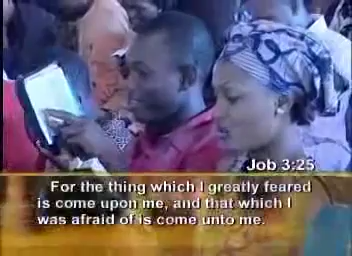 Job 3:25
For the thing which I greatly feared
is come upon me, and that which I
was afraid of is come unto me.